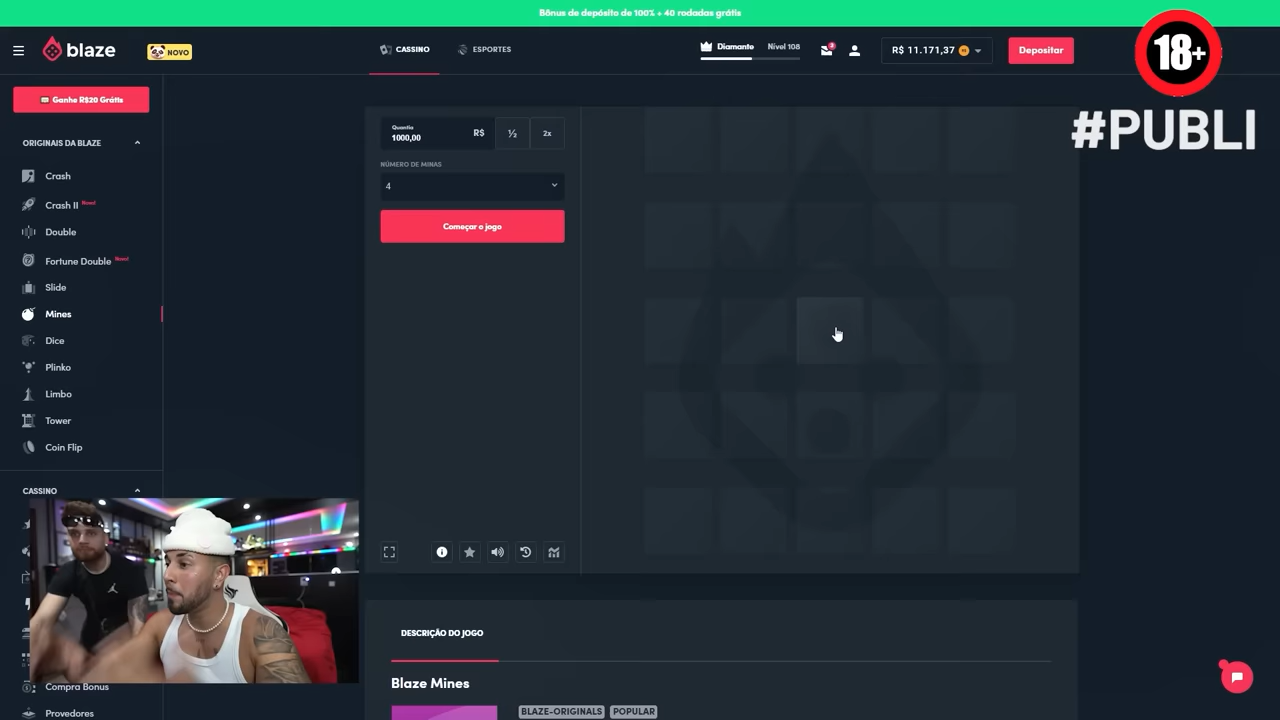 Bônus de depósito de 100% + 40 rodadas grátis
blaze
NOVO
CASSINO
ESPORTES
Diamante
Nível 108
R$ 11.171,37
Depositar
18+
#PUBLI
Ganhe R$20 Grátis
ORIGINAIS DA BLAZE
Crash
Crash II New!
Double
Fortune Double New!
Slide
Mines
Dice
Plinko
Limbo
Tower
Coin Flip
CASSINO
Compra Bonus
Provedores
Quantia
1000,00
R$
½
2x
NÚMERO DE MINAS
4
Começar o jogo
DESCRIÇÃO DO JOGO
Blaze Mines
BLAZE-ORIGINALS
POPULAR